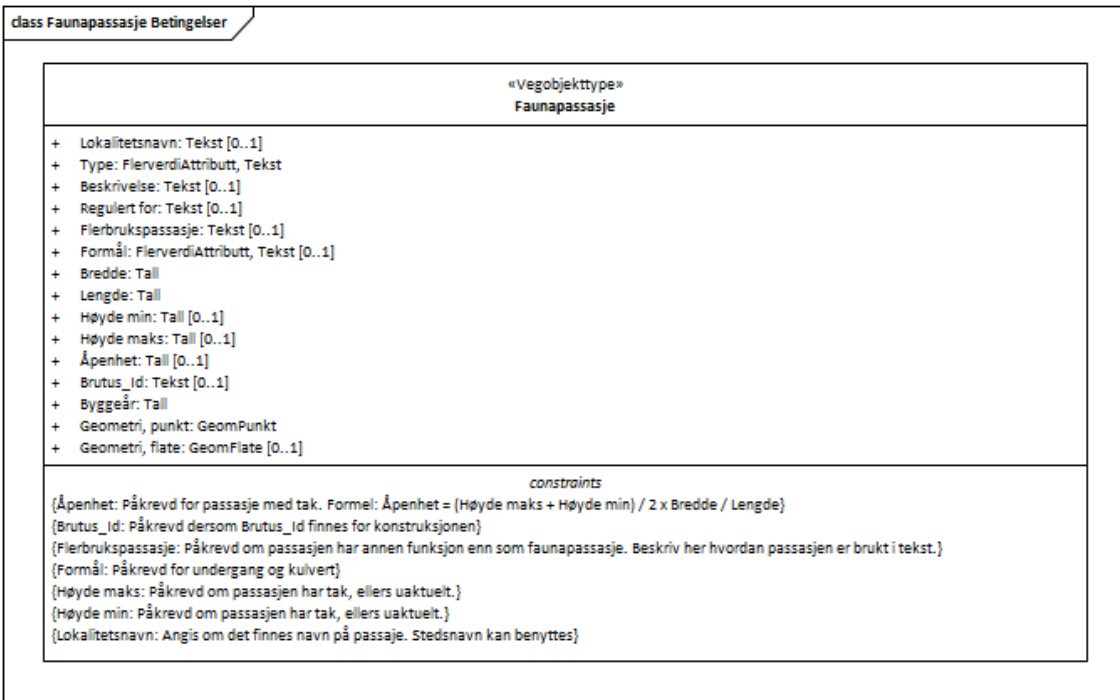 class Faunapassasje Betingelser
«Vegobjekttype»
Faunapassasje
+ Lokalitetsnavn: Tekst [0..1]
+ Type: FlerverdiAttributt, Tekst
+ Beskrivelse: Tekst [0..1]
+ Regulert for: Tekst [0..1]
+ Flerbrukspassasje: Tekst [0..1]
+ Formål: FlerverdiAttributt, Tekst [0..1]
+ Bredde: Tall
+ Lengde: Tall
+ Høyde min: Tall [0..1]
+ Høyde maks: Tall [0..1]
+ Åpenhet: Tall [0..1]
+ Brutus_Id: Tekst [0..1]
+ Byggeår: Tall
+ Geometri, punkt: GeomPunkt
+ Geometri, flate: GeomFlate [0..1]
constraints
{Åpenhet: Påkrevd for passasje med tak. Formel: Åpenhet = (Høyde maks + Høyde min) / 2 x Bredde / Lengde}
{Brutus_Id: Påkrevd dersom Brutus_Id finnes for konstruksjonen}
{Flerbrukspassasje: Påkrevd om passasjen har annen funksjon enn som faunapassasje. Beskriv her hvordan passasjen er brukt i tekst.}
{Formål: Påkrevd for undergang og kulvert}
{Høyde maks: Påkrevd om passasjen har tak, ellers uaktuelt.}
{Høyde min: Påkrevd om passasjen har tak, ellers uaktuelt.}
{Lokalitetsnavn: Angis om det finnes navn på passaje. Stedsnavn kan benyttes}